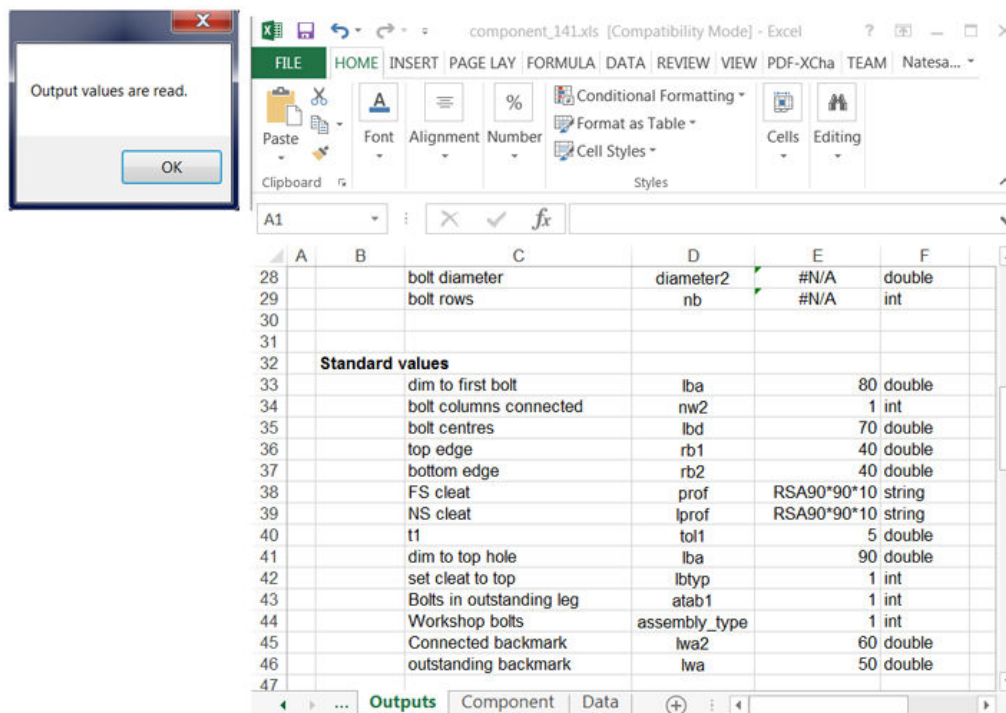 Output values are read.
OK
component_141.xls [Compatibility Mode] - Excel
FILE HOME INSERT PAGE LAY FORMULA DATA REVIEW VIEW PDF-XCha TEAM Natesa...
Paste
Font
Alignment
Number
%
Conditional Formatting
Format as Table
Cell Styles
Cells
Editing
Clipboard
Styles
A1
fx
A B C D E F
28 bolt diameter diameter2 #N/A double
29 bolt rows nb #N/A int
30
31
32 Standard values
33 dim to first bolt lba 80 double
34 bolt columns connected nw2 1 int
35 bolt centres lbd 70 double
36 top edge rb1 40 double
37 bottom edge rb2 40 double
38 FS cleat prof RSA90*90*10 string
39 NS cleat lprof RSA90*90*10 string
40 t1 tol1 5 double
41 dim to top hole lba 90 double
42 set cleat to top lbtyp 1 int
43 Bolts in outstanding leg atab1 1 int
44 Workshop bolts assembly_type 1 int
45 Connected backmark lwa2 60 double
46 outstanding backmark lwa 50 double
47
... Outputs Component Data